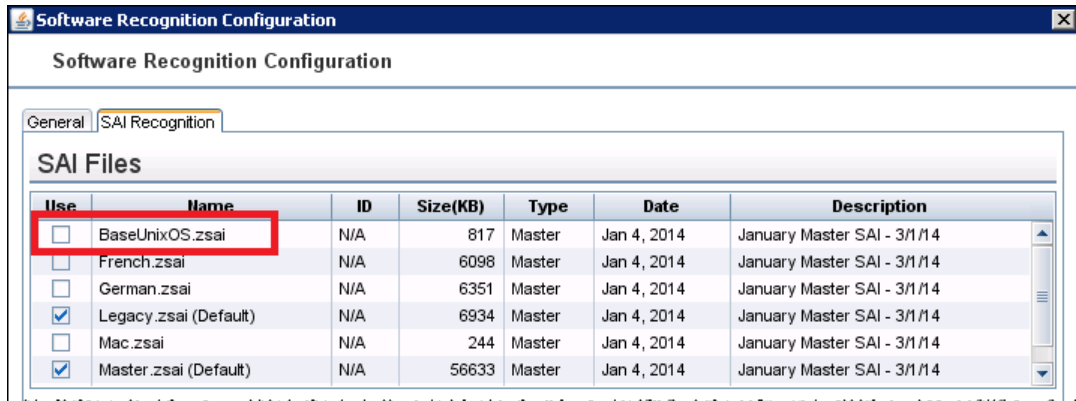 Software Recognition Configuration
Software Recognition Configuration
General SAI Recognition
SAI Files
Use Name ID Size(KB) Type Date Description
BaseUnixOS.zsai N/A 817 Master Jan 4, 2014 January Master SAI - 3/1/14
French.zsai N/A 6098 Master Jan 4, 2014 January Master SAI - 3/1/14
German.zsai N/A 6351 Master Jan 4, 2014 January Master SAI - 3/1/14
Legacy.zsai (Default) N/A 6934 Master Jan 4, 2014 January Master SAI - 3/1/14
Mac.zsai N/A 244 Master Jan 4, 2014 January Master SAI - 3/1/14
Master.zsai (Default) N/A 56633 Master Jan 4, 2014 January Master SAI - 3/1/14